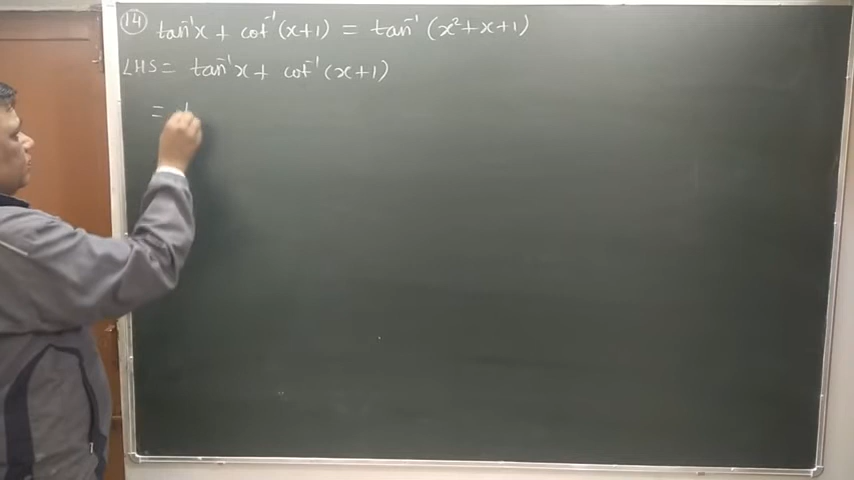 (14) tan⁻¹x + cot⁻¹(x+1) = tan⁻¹(x²+x+1)
LHS = tan⁻¹x + cot⁻¹(x+1)
= t